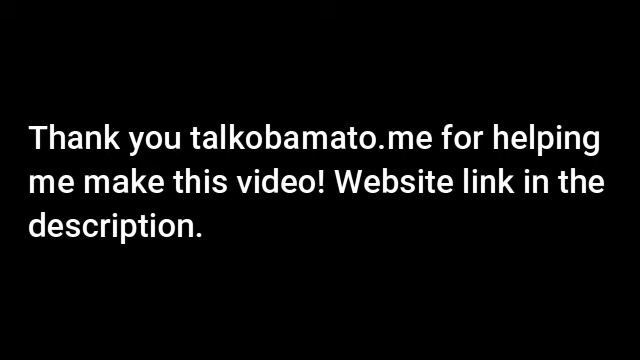 Thank you talkobamato.me for helping
me make this video! Website link in the
description.